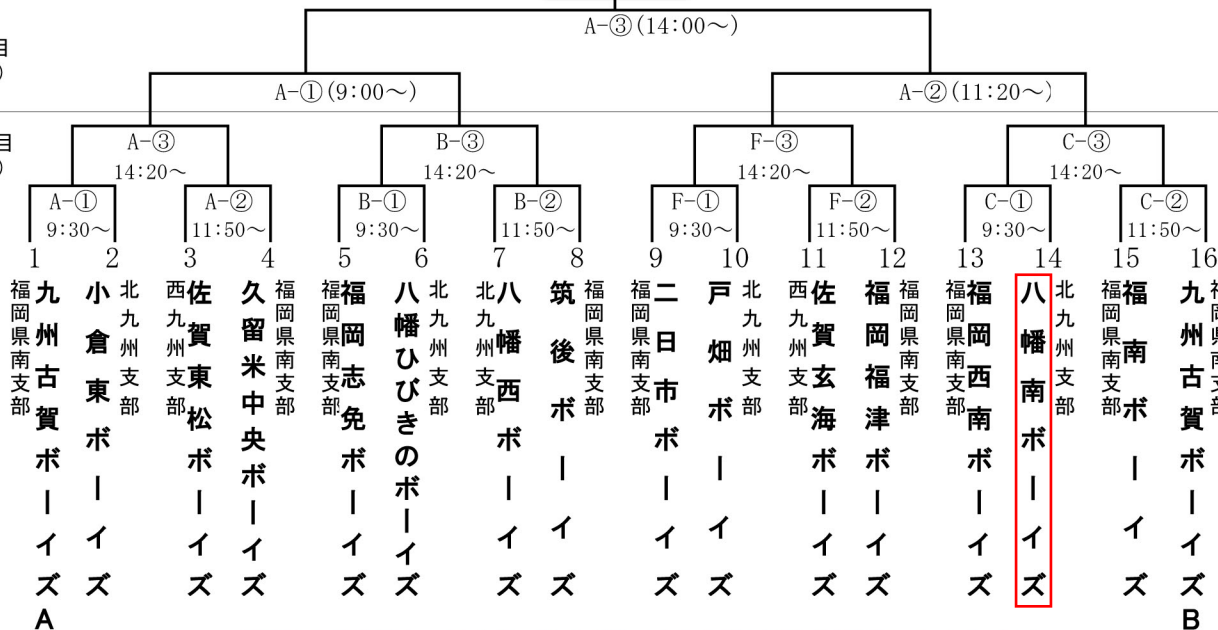 A-③(14:00～)
目
)
A-①(9:00～)
A-②(11:20～)
目
)
A-③
14:20～
B-③
14:20～
F-③
14:20～
C-③
14:20～
A-①
9:30～
A-②
11:50～
B-①
9:30～
B-②
11:50～
F-①
9:30～
F-②
11:50～
C-①
9:30～
C-②
11:50～
1
2
3
4
5
6
7
8
9
10
11
12
13
14
15
16
福岡県南支部
九州古賀ボーイズ
小倉東ボーイズ
北九州支部
西九州支部
佐賀東松ボーイズ
久留米中央ボーイズ
福岡県南支部
福岡県南支部
福岡志免ボーイズ
八幡ひびきのボーイズ
北九州支部
北九州支部
八幡西ボーイズ
筑後ボーイズ
福岡県南支部
福岡県南支部
二日市ボーイズ
戸畑ボーイズ
北九州支部
西九州支部
佐賀玄海ボーイズ
福岡福津ボーイズ
福岡県南支部
福岡県南支部
福岡西南ボーイズ
八幡南ボーイズ
北九州支部
福岡県南支部
福南ボーイズ
九州古賀ボーイズ
A
B